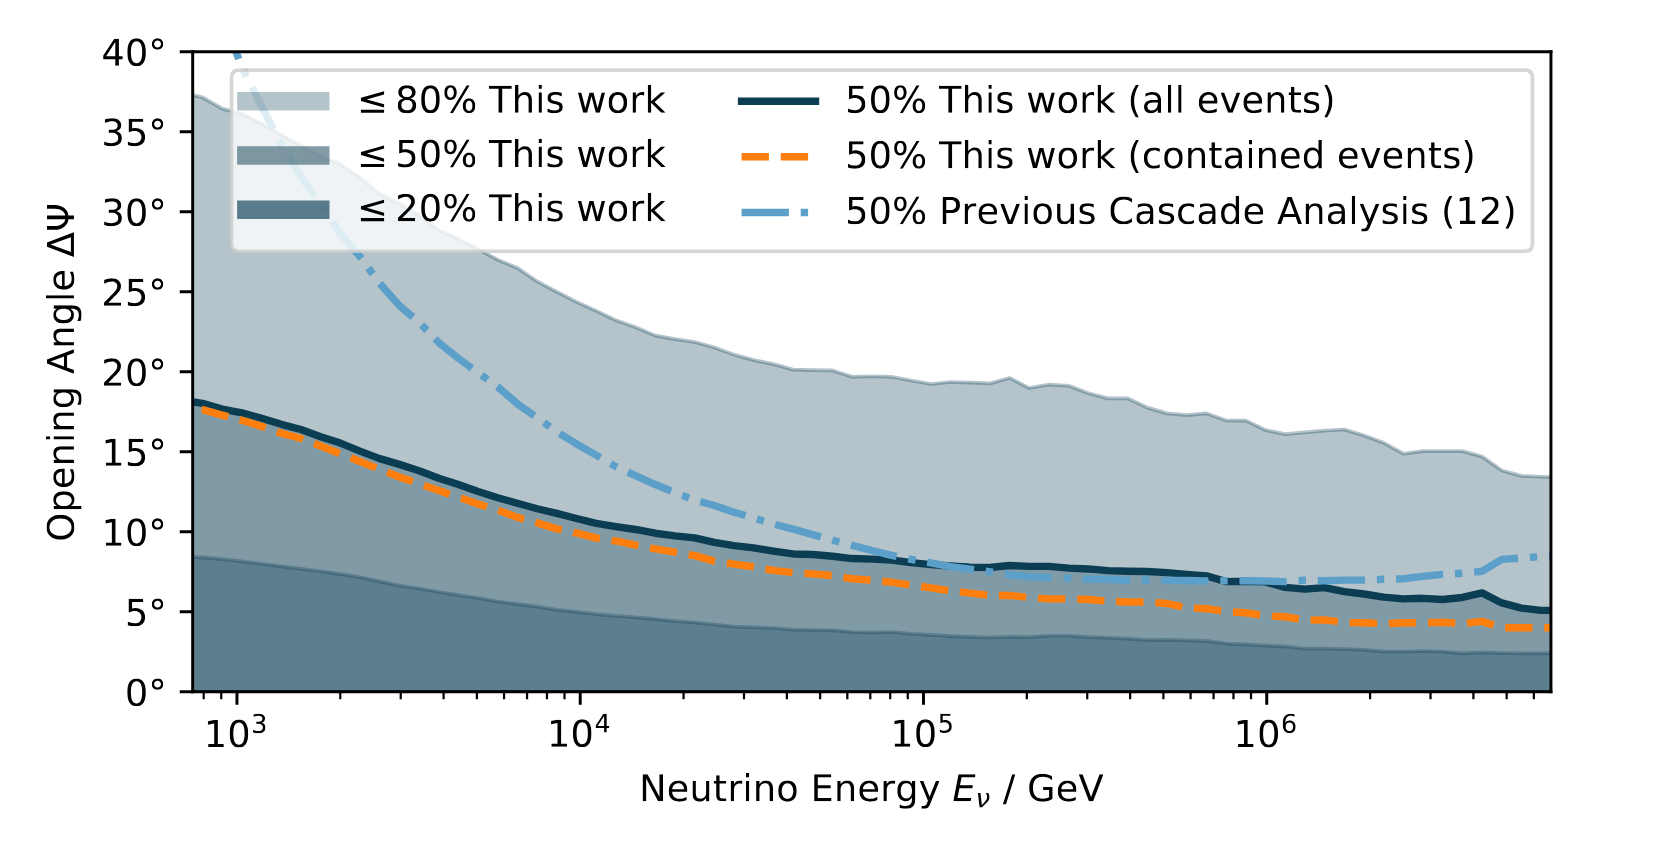 40°
35°
30°
25°
20°
15°
10°
5°
0°
Opening Angle ΔΨ
≤ 80% This work
≤ 50% This work
≤ 20% This work
50% This work (all events)
50% This work (contained events)
50% Previous Cascade Analysis (12)
10³ 10⁴ 10⁵ 10⁶
Neutrino Energy Eᵥ / GeV